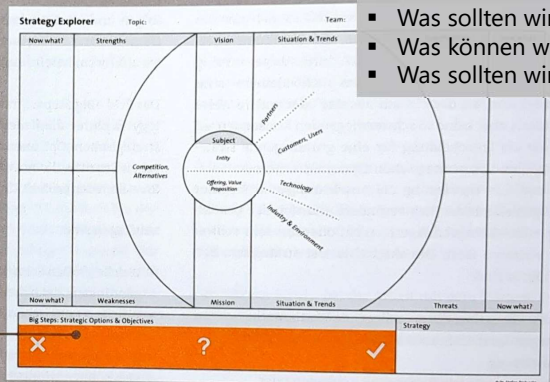 ▪ Was sollten wir
▪ Was können w
▪ Was sollten wir
Strategy Explorer Topic: Team:
Now what? Strengths Vision Situation & Trends
Partners
Customers, Users
Subject
Entity
Competition,
Alternatives
Offering, Value
Proposition
Technology
Industry & Environment
Now what? Weaknesses Mission Situation & Trends Threats Now what?
Big Steps: Strategic Options & Objectives Strategy
?